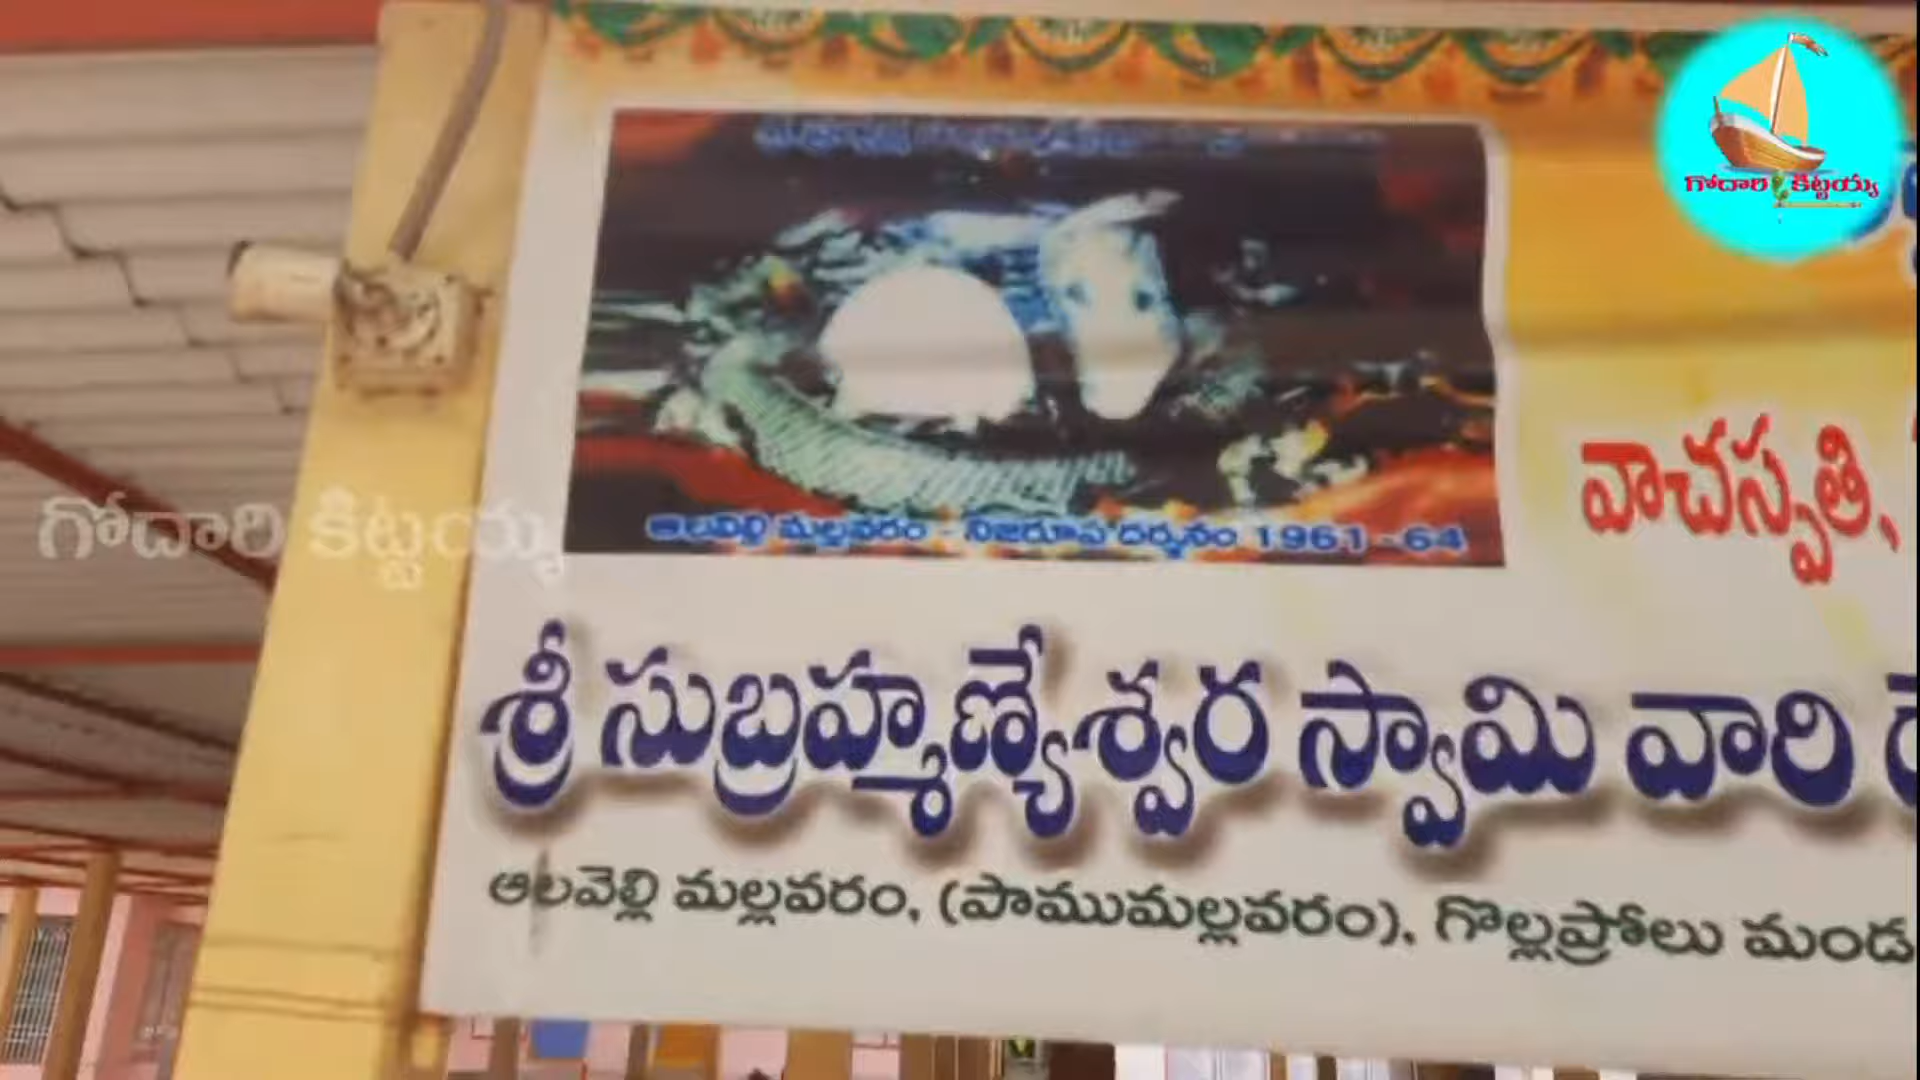 గోదారి కిట్టయ్య
వాచస్పతి,
ఆలవెల్లి మల్లవరం - నిజరూప దర్శనం 1961-64
గోదారి కిట్టయ్య
శ్రీ సుబ్రహ్మణ్యేశ్వర స్వామి వారి
ఆలవెల్లి మల్లవరం, (పాముమల్లవరం), గొల్లప్రోలు మండ